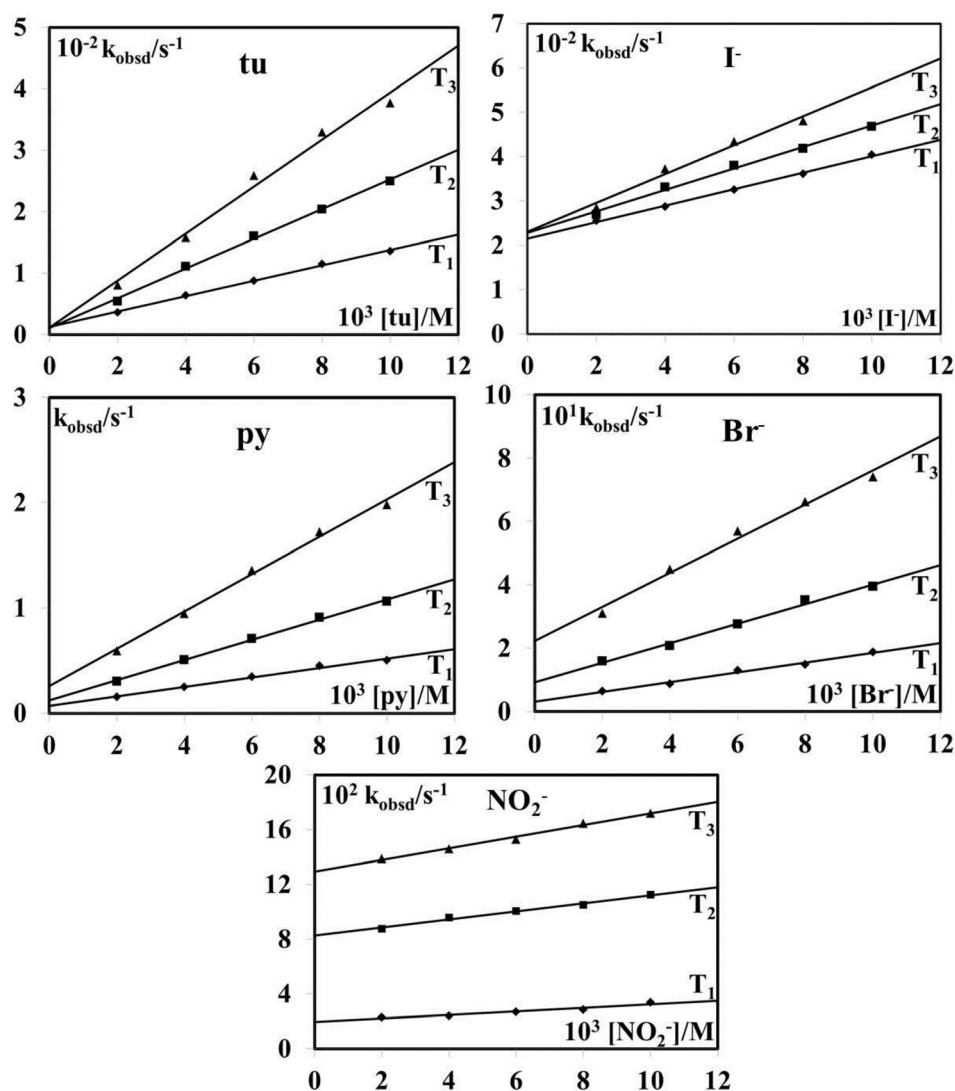 5
10⁻² kobsd/s⁻¹
tu
T₃
4
3
T₂
2
T₁
1
10³ [tu]/M
0
0 2 4 6 8 10 12
7
10⁻² kobsd/s⁻¹
I⁻
6
T₃
5
T₂
4
T₁
3
2
1
10³ [I⁻]/M
0
0 2 4 6 8 10 12
3
kobsd/s⁻¹
py
T₃
2
1
T₂
T₁
10³ [py]/M
0
0 2 4 6 8 10 12
10
10¹kobsd/s⁻¹
Br⁻
8
T₃
6
4
T₂
2
T₁
10³ [Br⁻]/M
0
0 2 4 6 8 10 12
20
10² kobsd/s⁻¹
NO₂⁻
16
T₃
12
T₂
8
4
T₁
10³ [NO₂⁻]/M
0
0 2 4 6 8 10 12